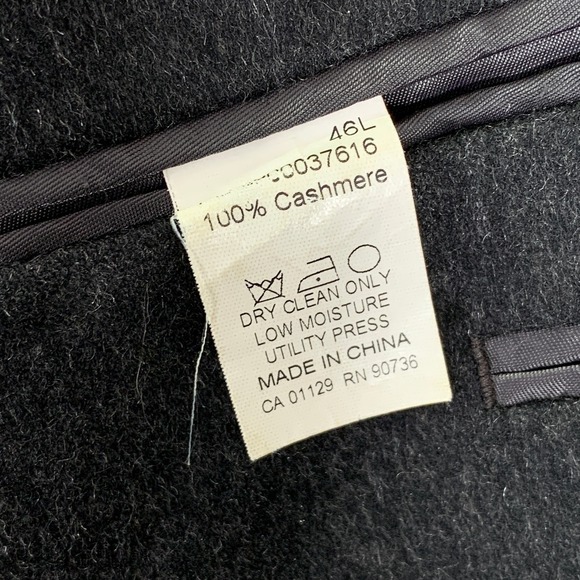 46L
100% Cashmere
DRY CLEAN ONLY
LOW MOISTURE
UTILITY PRESS
MADE IN CHINA
CA 01129 RN 90736